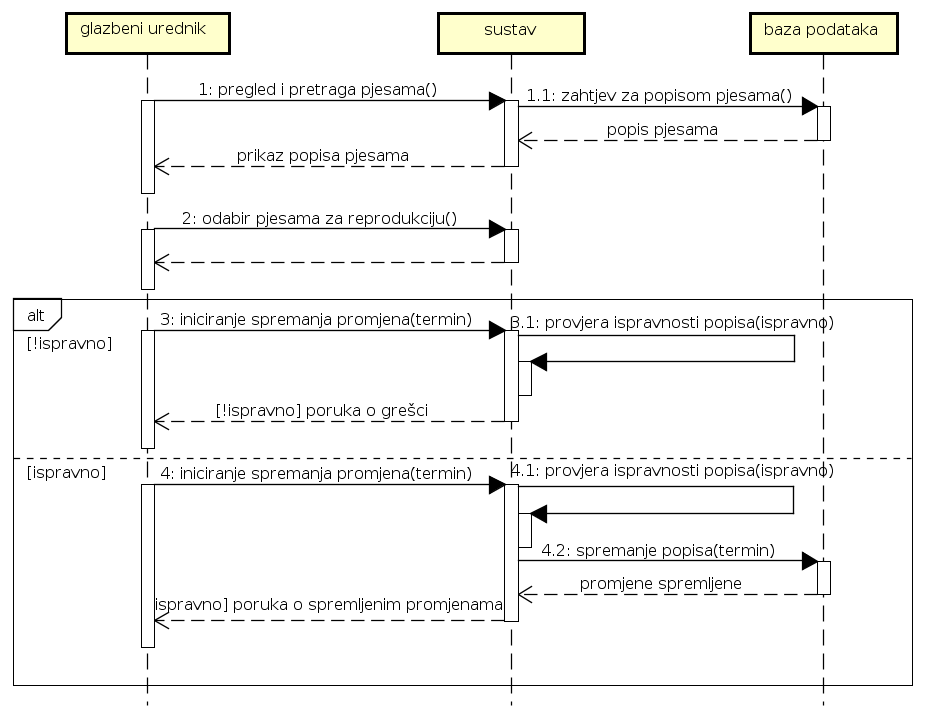 glazbeni urednik
sustav
baza podataka
1: pregled i pretraga pjesama()
1.1: zahtjev za popisom pjesama()
popis pjesama
prikaz popisa pjesama
2: odabir pjesama za reprodukciju()
alt
[!ispravno]
3: iniciranje spremanja promjena(termin)
3.1: provjera ispravnosti popisa(ispravno)
[!ispravno] poruka o grešci
[ispravno]
4: iniciranje spremanja promjena(termin)
4.1: provjera ispravnosti popisa(ispravno)
4.2: spremanje popisa(termin)
promjene spremljene
ispravno] poruka o spremljenim promjenama